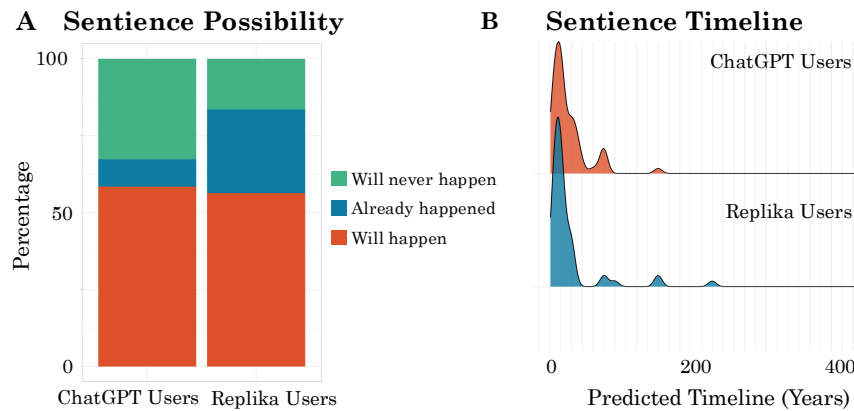 A Sentience Possibility
100
50
0
Percentage
ChatGPT Users
Replika Users
Will never happen
Already happened
Will happen
B Sentience Timeline
ChatGPT Users
Replika Users
0
200
400
Predicted Timeline (Years)